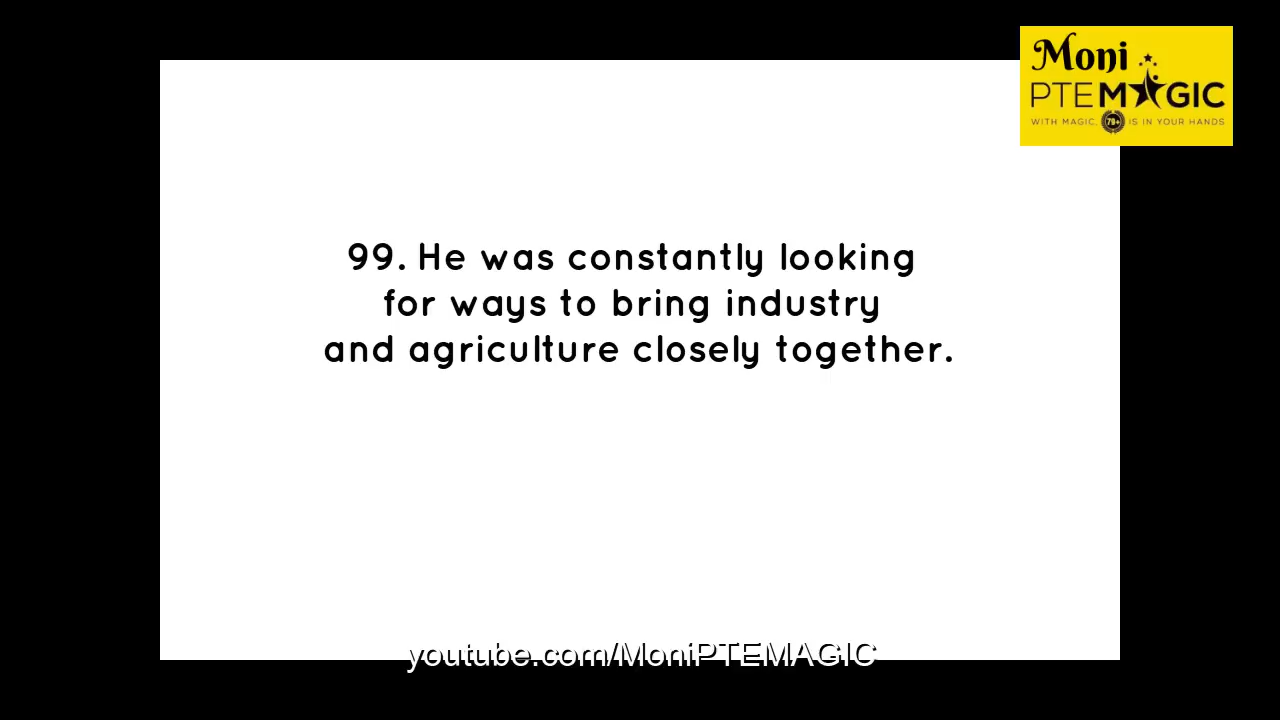 Moni
PTEMAGIC
WITH MAGIC, 79+ IS IN YOUR HANDS
99. He was constantly looking
for ways to bring industry
and agriculture closely together.
youtube.com/MoniPTEMAGIC